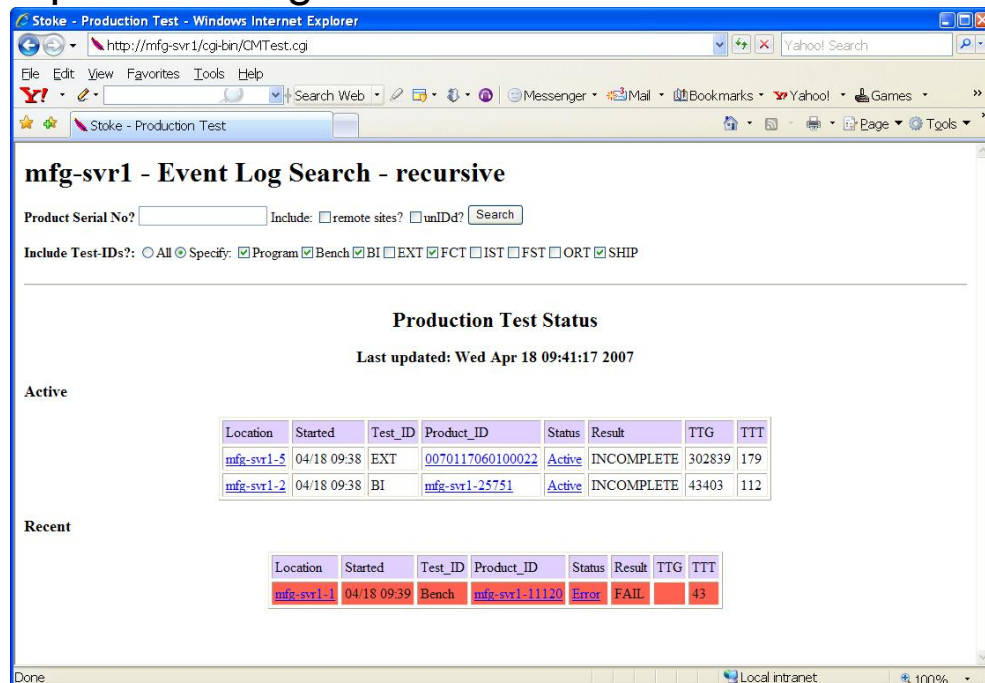 Stoke - Production Test - Windows Internet Explorer
http://mfg-svr1/cgi-bin/CMTest.cgi Yahoo! Search
File Edit View Favorites Tools Help
Y! Search Web Messenger Mail Bookmarks Yahoo! Games »
Stoke - Production Test Page Tools
mfg-svr1 - Event Log Search - recursive
Product Serial No? Include: remote sites? unIDd? Search
Include Test-IDs?: All Specify: Program Bench BI EXT FCT IST FST ORT SHIP
Production Test Status
Last updated: Wed Apr 18 09:41:17 2007
Active
Location Started Test_ID Product_ID Status Result TTG TTT
mfg-svr1-5 04/18 09:38 EXT 0070117060100022 Active INCOMPLETE 302839 179
mfg-svr1-2 04/18 09:38 BI mfg-svr1-25751 Active INCOMPLETE 43403 112
Recent
Location Started Test_ID Product_ID Status Result TTG TTT
mfg-svr1-1 04/18 09:39 Bench mfg-svr1-11120 Error FAIL 43
Done Local intranet 100%